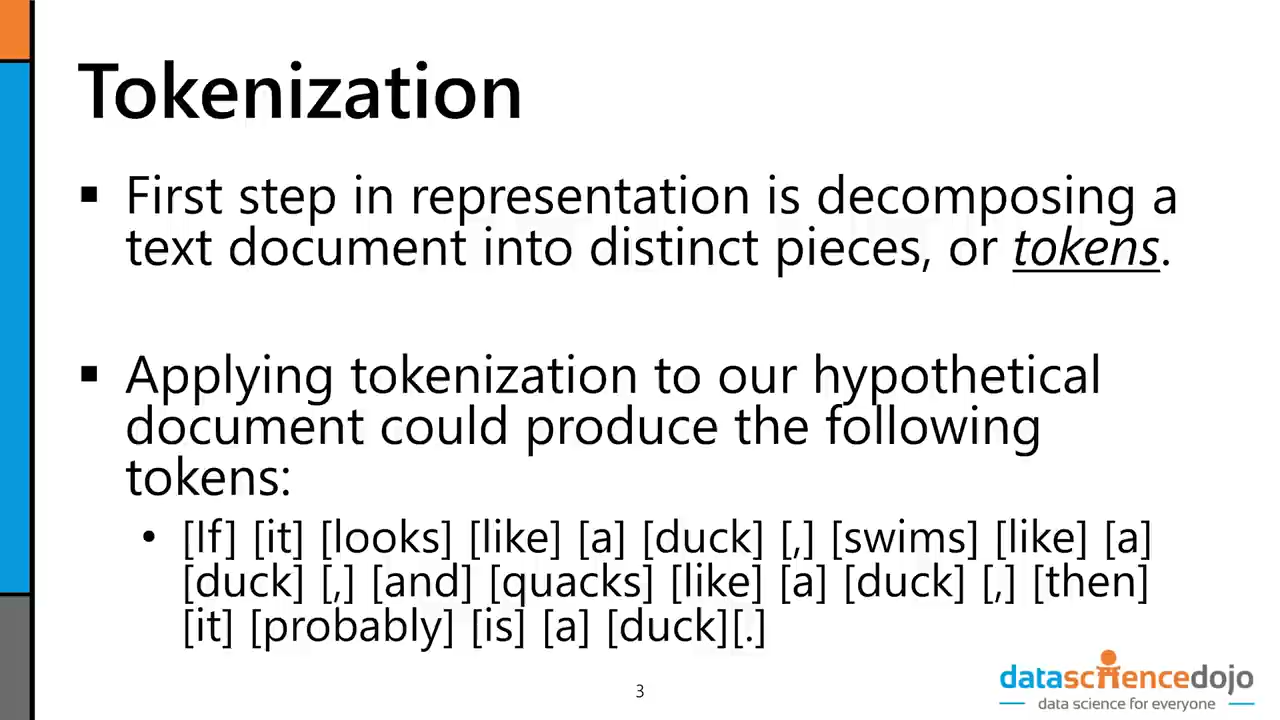 Tokenization
▪ First step in representation is decomposing a
text document into distinct pieces, or tokens.
▪ Applying tokenization to our hypothetical
document could produce the following
tokens:
• [If] [it] [looks] [like] [a] [duck] [,] [swims] [like] [a]
[duck] [,] [and] [quacks] [like] [a] [duck] [,] [then]
[it] [probably] [is] [a] [duck][.]
3
datasciencedojo
data science for everyone